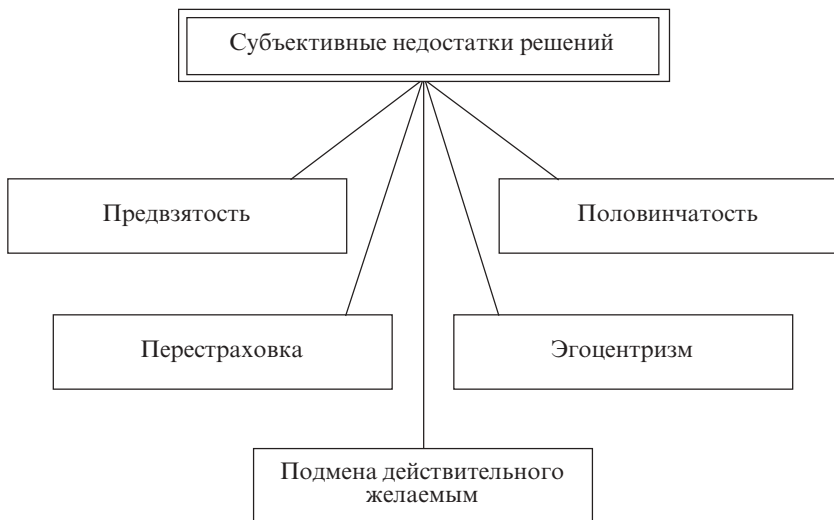 Субъективные недостатки решений
Предвзятость
Половинчатость
Перестраховка
Эгоцентризм
Подмена действительного
желаемым